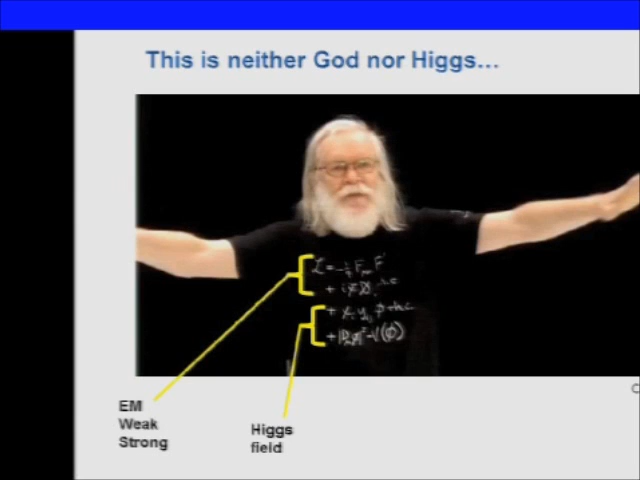 This is neither God nor Higgs...
+ h.c.
EM
Weak
Strong
Higgs
field